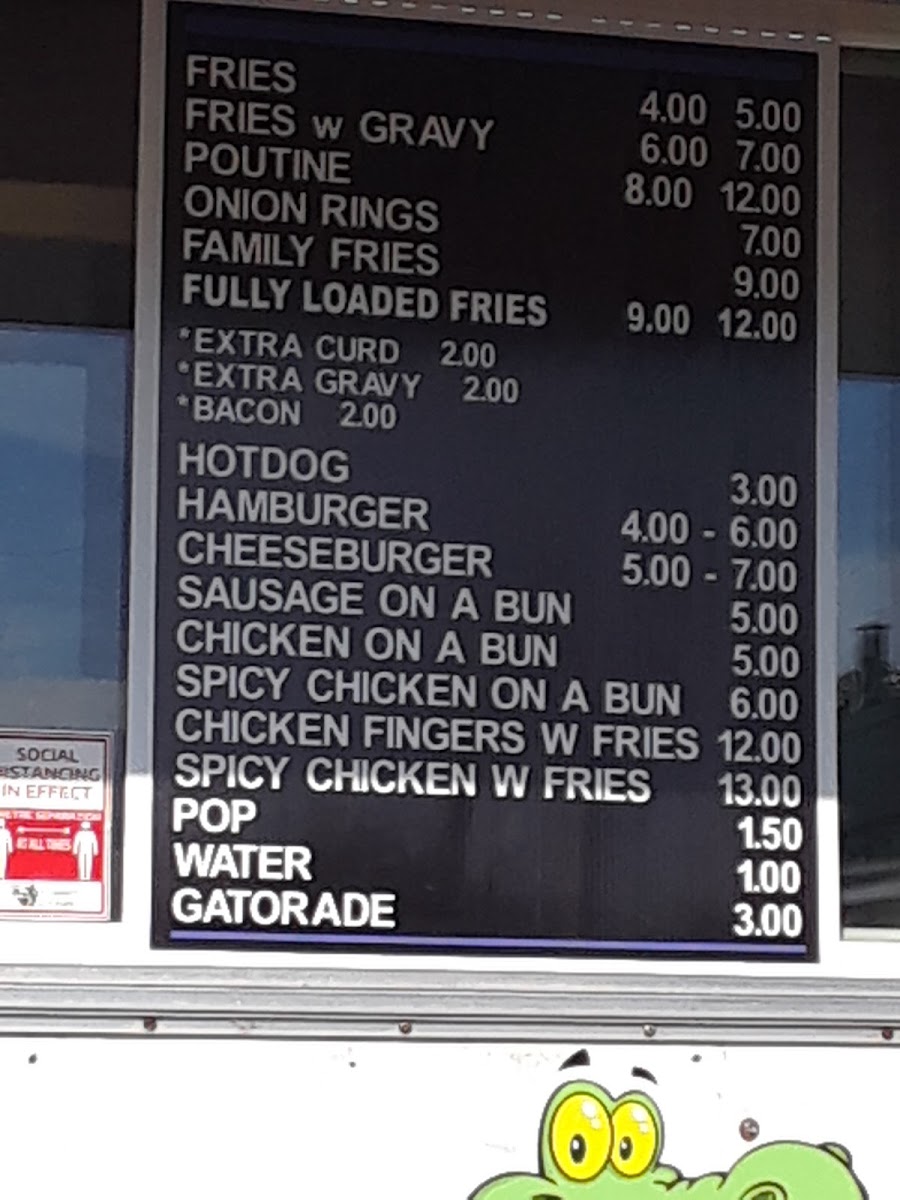 FRIES 4.00 5.00
FRIES w GRAVY 6.00 7.00
POUTINE 8.00 12.00
ONION RINGS 7.00
FAMILY FRIES 9.00
FULLY LOADED FRIES 9.00 12.00
*EXTRA CURD 2.00
*EXTRA GRAVY 2.00
*BACON 2.00
HOTDOG 3.00
HAMBURGER 4.00 - 6.00
CHEESEBURGER 5.00 - 7.00
SAUSAGE ON A BUN 5.00
CHICKEN ON A BUN 5.00
SPICY CHICKEN ON A BUN 6.00
CHICKEN FINGERS W FRIES 12.00
SPICY CHICKEN W FRIES 13.00
POP 1.50
WATER 1.00
GATORADE 3.00
SOCIAL
ISTANCING
IN EFFECT
AT ALL TIMES